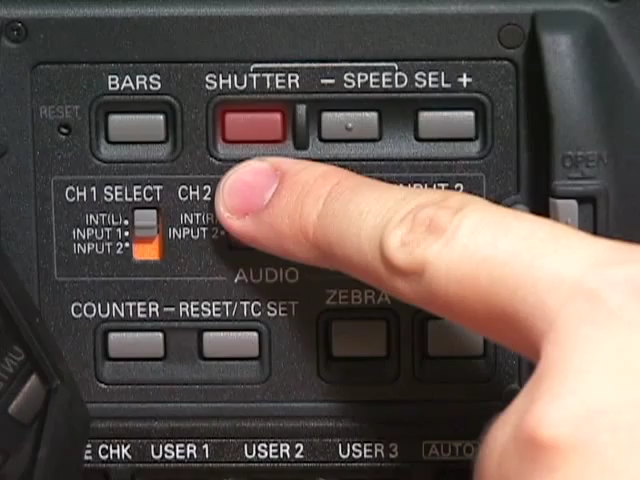 BARS
SHUTTER
– SPEED SEL +
RESET
OPEN
CH 1 SELECT
CH 2
INPUT 2
INT(L)
INPUT 1
INPUT 2
INT(R)
INPUT 2
AUDIO
ZEBRA
COUNTER – RESET/TC SET
CHK
USER 1
USER 2
USER 3
AUTO